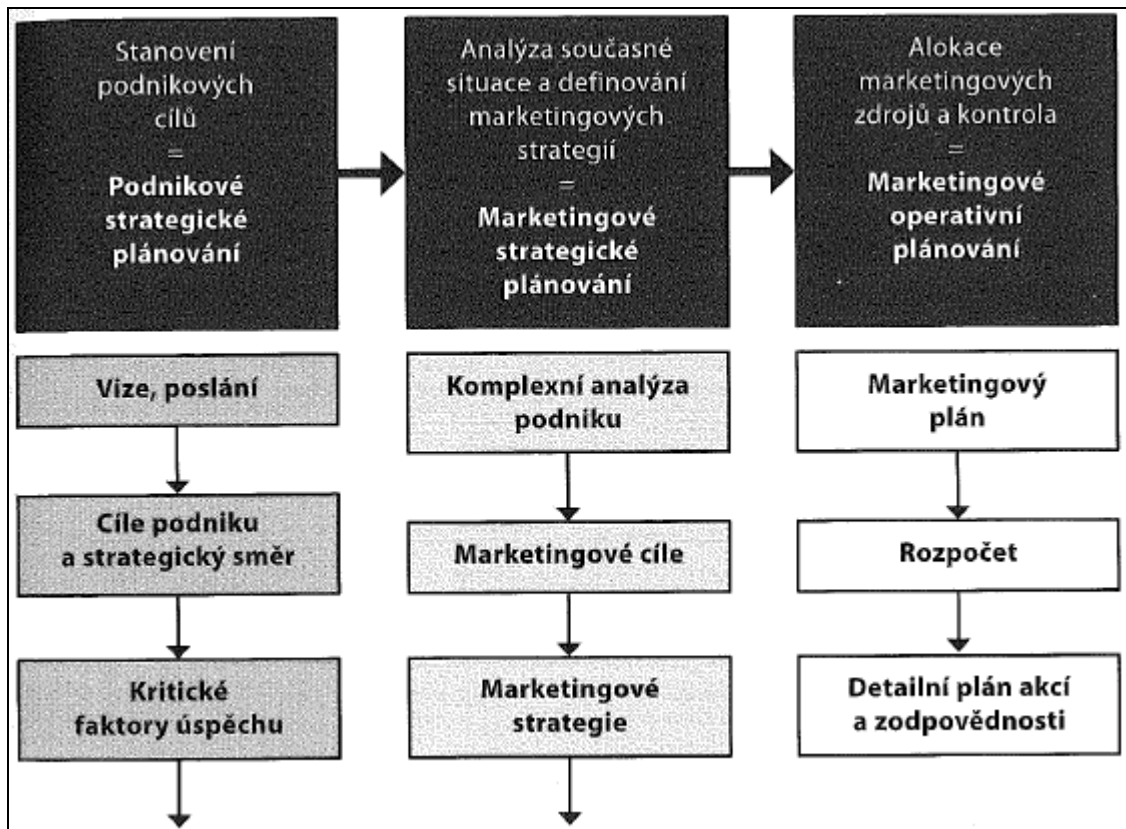 Stanovení
podnikových
cílů
=
Podnikové
strategické
plánování
Analýza současné
situace a definování
marketingových
strategií
=
Marketingové
strategické
plánování
Alokace
marketingových
zdrojů a kontrola
=
Marketingové
operativní
plánování
Vize, poslání
Cíle podniku
a strategický směr
Kritické
faktory úspěchu
Komplexní analýza
podniku
Marketingové cíle
Marketingové
strategie
Marketingový
plán
Rozpočet
Detailní plán akcí
a zodpovědnosti